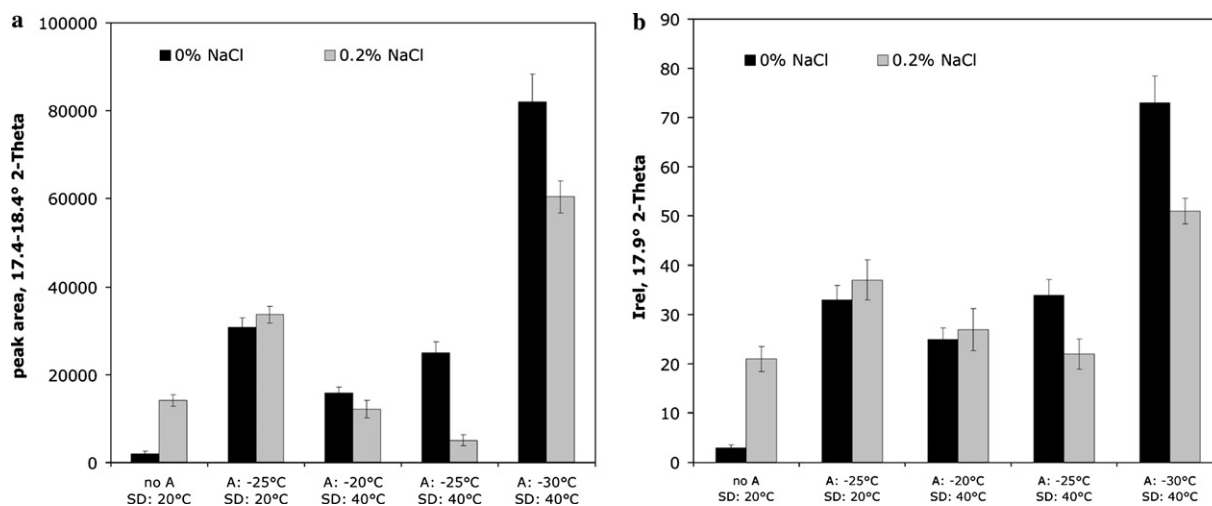 a
peak area, 17.4-18.4° 2-Theta
100000
80000
60000
40000
20000
0
0% NaCl
0.2% NaCl
no A
SD: 20°C
A: -25°C
SD: 20°C
A: -20°C
SD: 40°C
A: -25°C
SD: 40°C
A: -30°C
SD: 40°C
b
Irel, 17.9° 2-Theta
90
80
70
60
50
40
30
20
10
0
0% NaCl
0.2% NaCl
no A
SD: 20°C
A: -25°C
SD: 20°C
A: -20°C
SD: 40°C
A: -25°C
SD: 40°C
A: -30°C
SD: 40°C